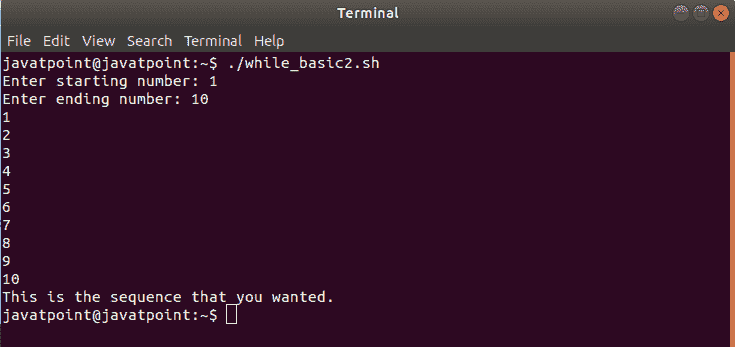 Terminal
File Edit View Search Terminal Help
javatpoint@javatpoint:~$ ./while_basic2.sh
Enter starting number: 1
Enter ending number: 10
1
2
3
4
5
6
7
8
9
10
This is the sequence that you wanted.
javatpoint@javatpoint:~$